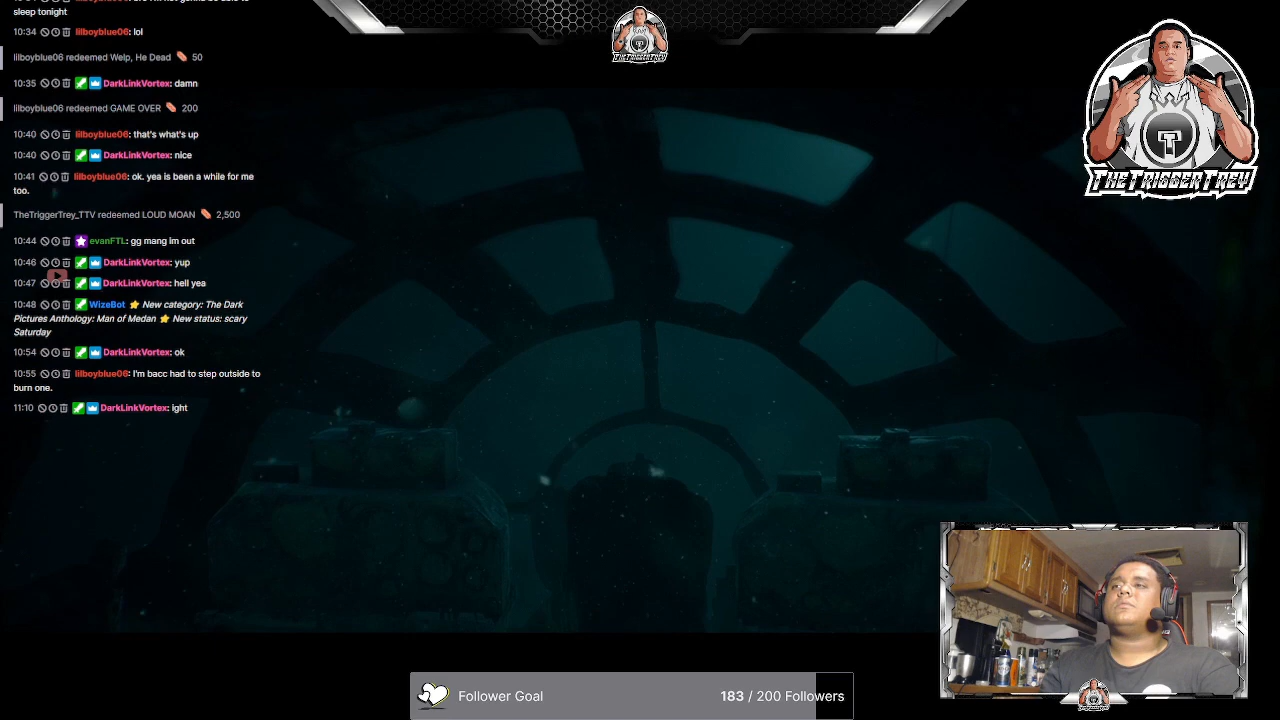 sleep tonight
10:34 lilboyblue06: lol
lilboyblue06 redeemed Welp, He Dead 50
10:35 DarkLinkVortex: damn
lilboyblue06 redeemed GAME OVER 200
10:40 lilboyblue06: that's what's up
10:40 DarkLinkVortex: nice
10:41 lilboyblue06: ok. yea is been a while for me
too.
TheTriggerTrey_TTV redeemed LOUD MOAN 2,500
10:44 evanFTL: gg mang im out
10:46 DarkLinkVortex: yup
10:47 DarkLinkVortex: hell yea
10:48 WizeBot New category: The Dark
Pictures Anthology: Man of Medan New status: scary
Saturday
10:54 DarkLinkVortex: ok
10:55 lilboyblue06: I'm bacc had to step outside to
burn one.
11:10 DarkLinkVortex: ight
THETRIGGERTREY
T
THETRIGGERTREY
Follower Goal 183 / 200 Followers